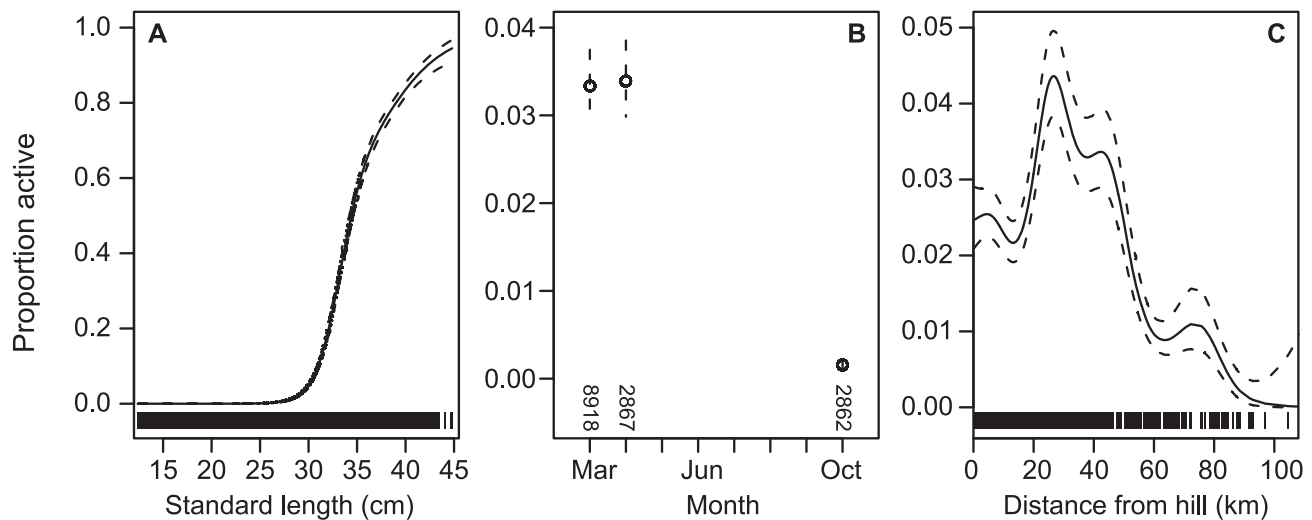 A
B
C
Proportion active
1.0
0.8
0.6
0.4
0.2
0.0
15 20 25 30 35 40 45
Standard length (cm)
0.04
0.03
0.02
0.01
0.00
8918
2867
2862
Mar Jun Oct
Month
0.05
0.04
0.03
0.02
0.01
0.00
0 20 40 60 80 100
Distance from hill (km)